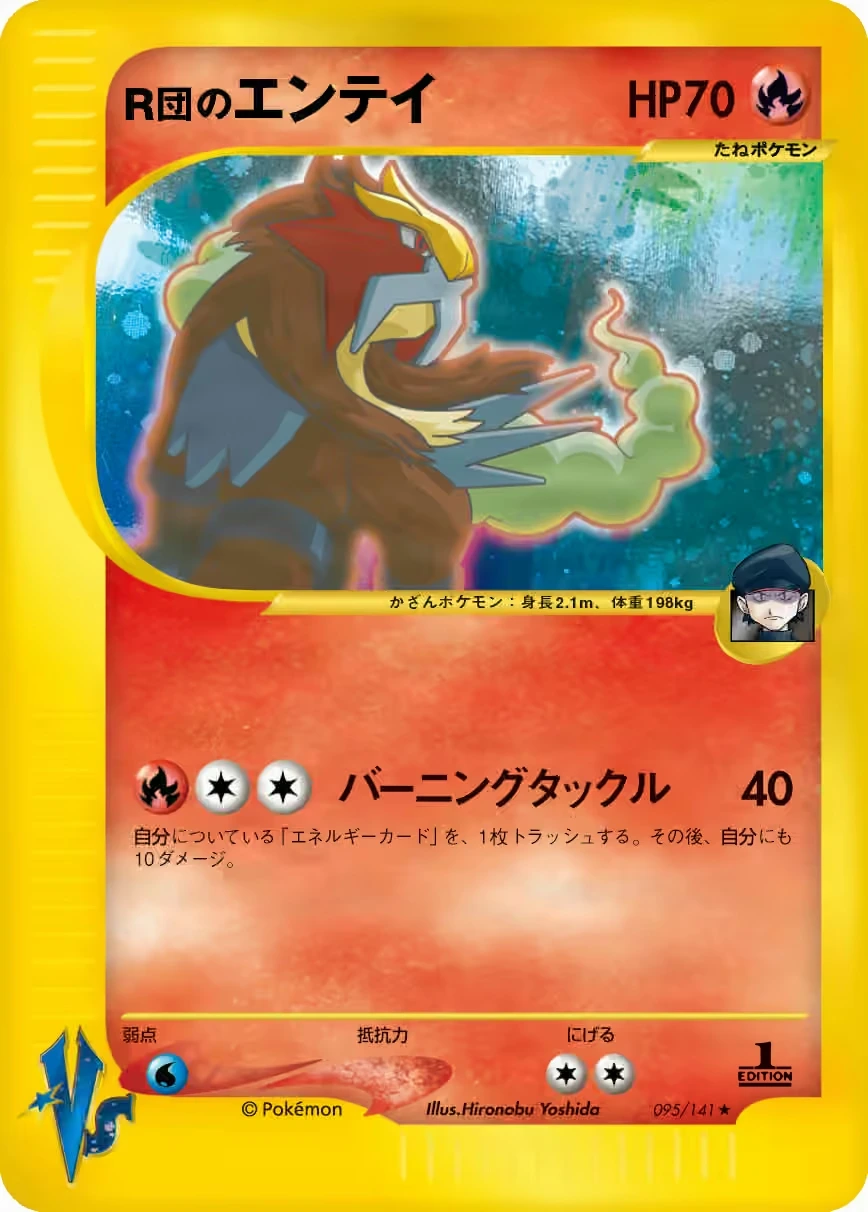 R団のエンテイ HP70
たねポケモン
かざんポケモン：身長2.1m、体重198kg
バーニングタックル 40
自分についている「エネルギーカード」を、1枚トラッシュする。その後、自分にも
10ダメージ。
弱点 抵抗力 にげる
1
EDITION
© Pokémon Illus.Hironobu Yoshida 095/141★
VS